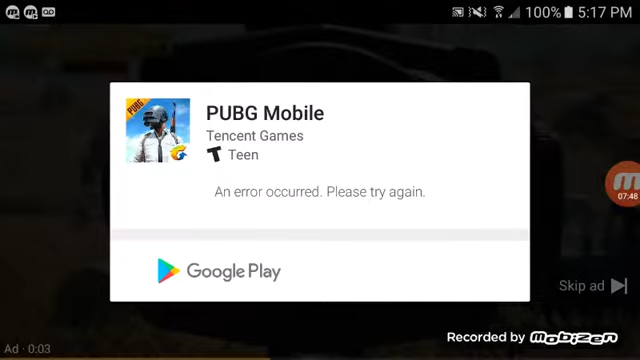 100% 5:17 PM
PUBG
PUBG Mobile
Tencent Games
T Teen
An error occurred. Please try again.
Google Play
07:48
Skip ad
Ad · 0:03
Recorded by mobizen